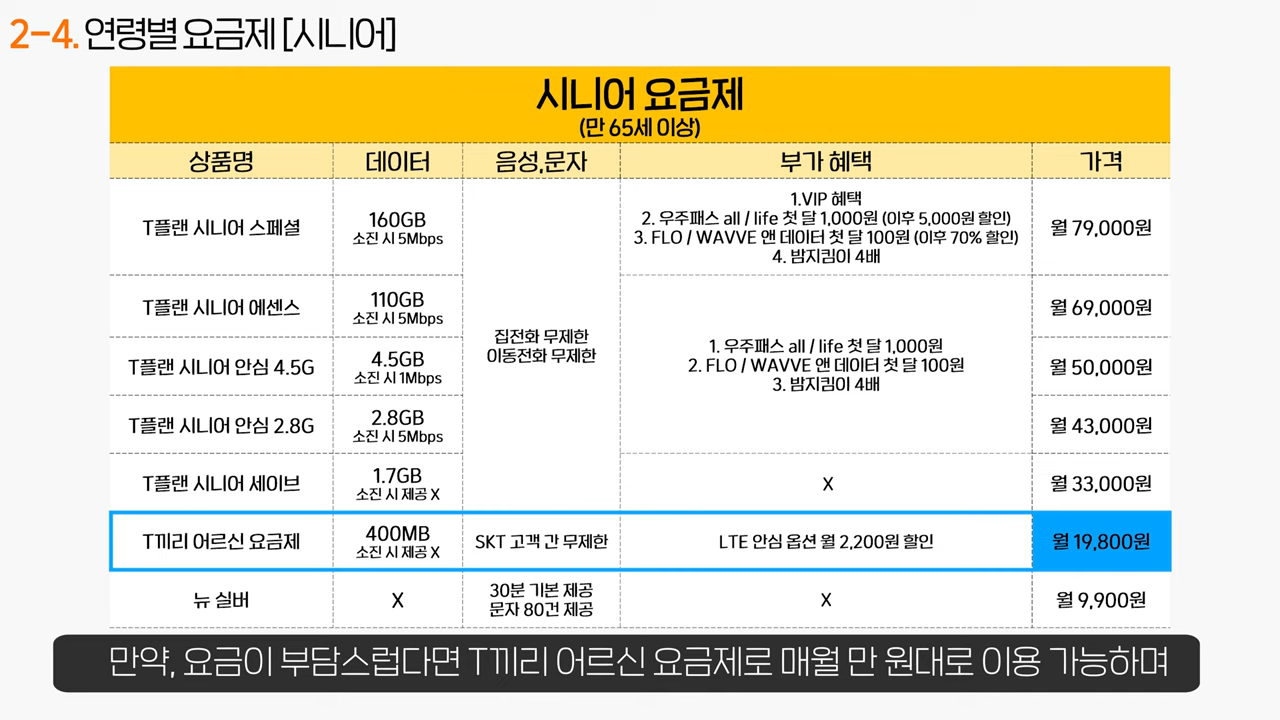 2-4. 연령별 요금제 [시니어]
시니어 요금제
(만 65세 이상)
상품명 데이터 음성,문자 부가 혜택 가격
T플랜 시니어 스페셜
160GB
소진 시 5Mbps
1.VIP 혜택
2. 우주패스 all / life 첫 달 1,000원 (이후 5,000원 할인)
3. FLO / WAVVE 앤 데이터 첫 달 100원 (이후 70% 할인)
4. 밤지킴이 4배
월 79,000원
T플랜 시니어 에센스
110GB
소진 시 5Mbps
월 69,000원
집전화 무제한
이동전화 무제한
1. 우주패스 all / life 첫 달 1,000원
2. FLO / WAVVE 앤 데이터 첫 달 100원
3. 밤지킴이 4배
T플랜 시니어 안심 4.5G
4.5GB
소진 시 1Mbps
월 50,000원
T플랜 시니어 안심 2.8G
2.8GB
소진 시 5Mbps
월 43,000원
T플랜 시니어 세이브
1.7GB
소진 시 제공 X
X
월 33,000원
T끼리 어르신 요금제
400MB
소진 시 제공 X
SKT 고객 간 무제한
LTE 안심 옵션 월 2,200원 할인
월 19,800원
뉴 실버
X
30분 기본 제공
문자 80건 제공
X
월 9,900원
만약, 요금이 부담스럽다면 T끼리 어르신 요금제로 매월 만 원대로 이용 가능하며